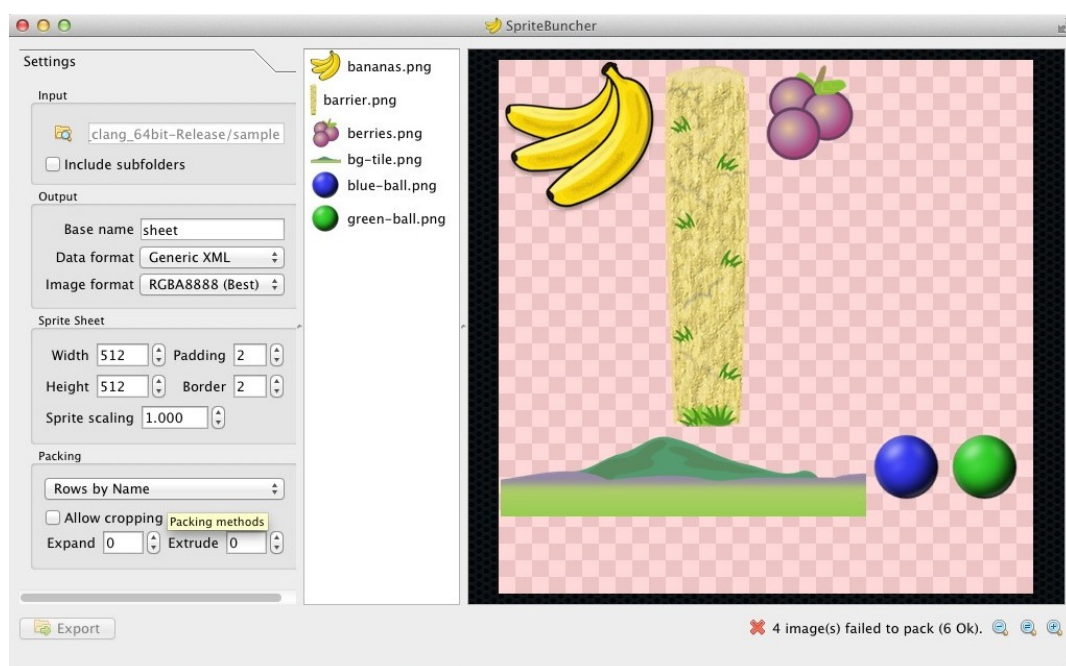 SpriteBuncher
Settings
Input
clang_64bit-Release/sample
Include subfolders
Output
Base name sheet
Data format Generic XML
Image format RGBA8888 (Best)
Sprite Sheet
Width 512 Padding 2
Height 512 Border 2
Sprite scaling 1.000
Packing
Rows by Name
Allow cropping
Packing methods
Expand 0 Extrude 0
Export
bananas.png
barrier.png
berries.png
bg-tile.png
blue-ball.png
green-ball.png
4 image(s) failed to pack (6 Ok).